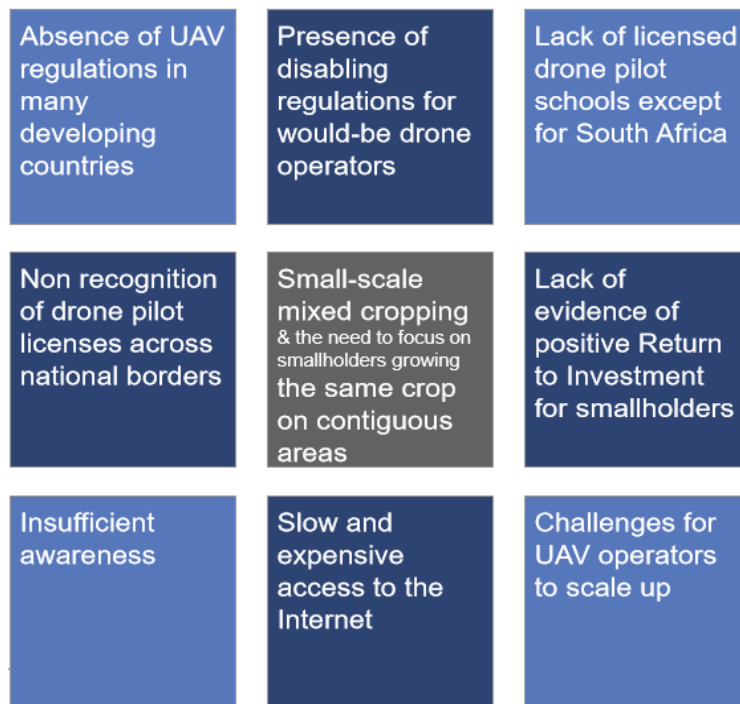 Absence of UAV
regulations in
many
developing
countries
Presence of
disabling
regulations for
would-be drone
operators
Lack of licensed
drone pilot
schools except
for South Africa
Non recognition
of drone pilot
licenses across
national borders
Small-scale
mixed cropping
& the need to focus on
smallholders growing
the same crop
on contiguous
areas
Lack of
evidence of
positive Return
to Investment
for smallholders
Insufficient
awareness
Slow and
expensive
access to the
Internet
Challenges for
UAV operators
to scale up